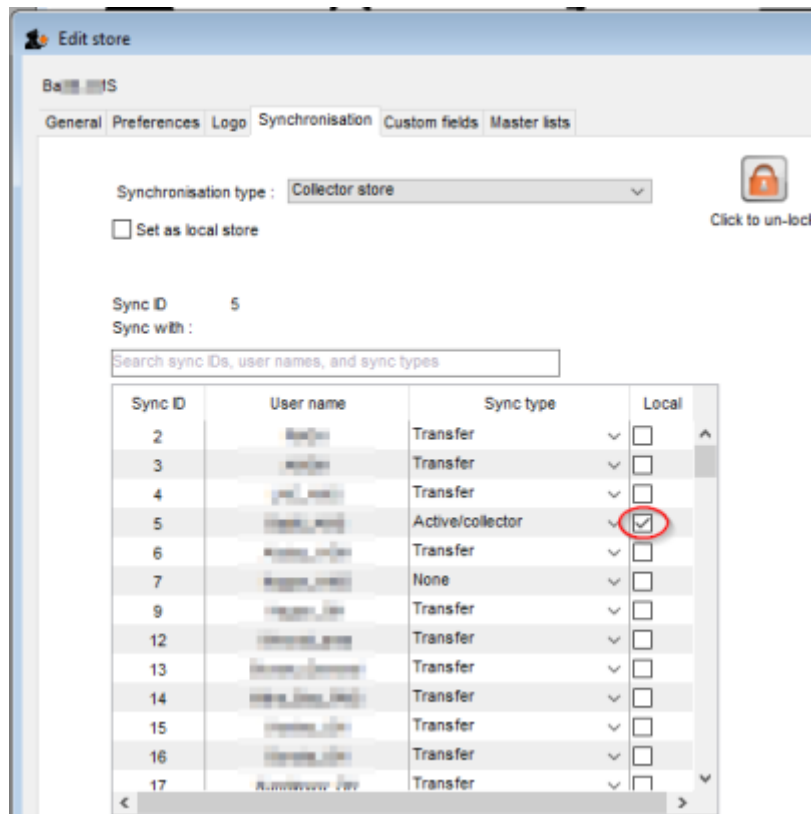 Edit store
General Preferences Logo Synchronisation Custom fields Master lists
Synchronisation type : Collector store
Click to un-lock
Set as local store
Sync ID 5
Sync with :
Search sync IDs, user names, and sync types
Sync ID User name Sync type Local
2 Transfer
3 Transfer
4 Transfer
5 Active/collector
6 Transfer
7 None
9 Transfer
12 Transfer
13 Transfer
14 Transfer
15 Transfer
16 Transfer
17 Transfer